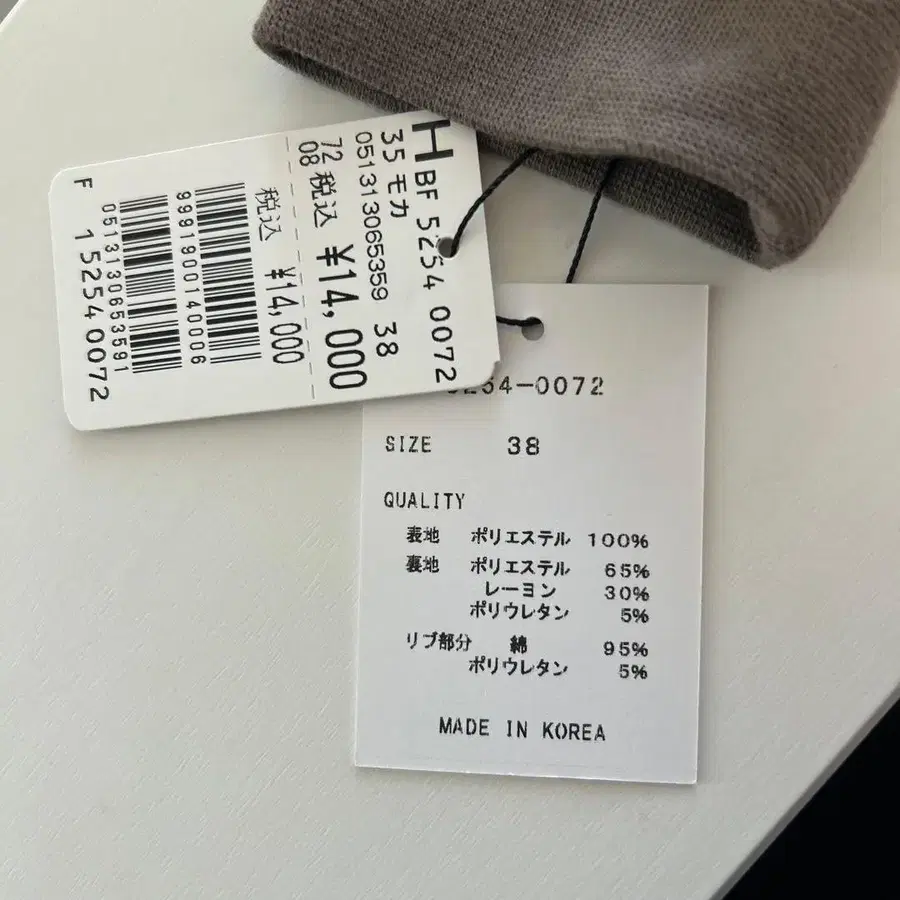 H BF 5254 0072
35 モカ 38
051313065359
72 税込 ¥14,000
08
税込 ¥14,000
9991900140006
0513130653591
F 1 5254 0072
5254-0072
SIZE 38
QUALITY
表地 ポリエステル 100%
裏地 ポリエステル 65%
レーヨン 30%
ポリウレタン 5%
リブ部分 綿 95%
ポリウレタン 5%
MADE IN KOREA